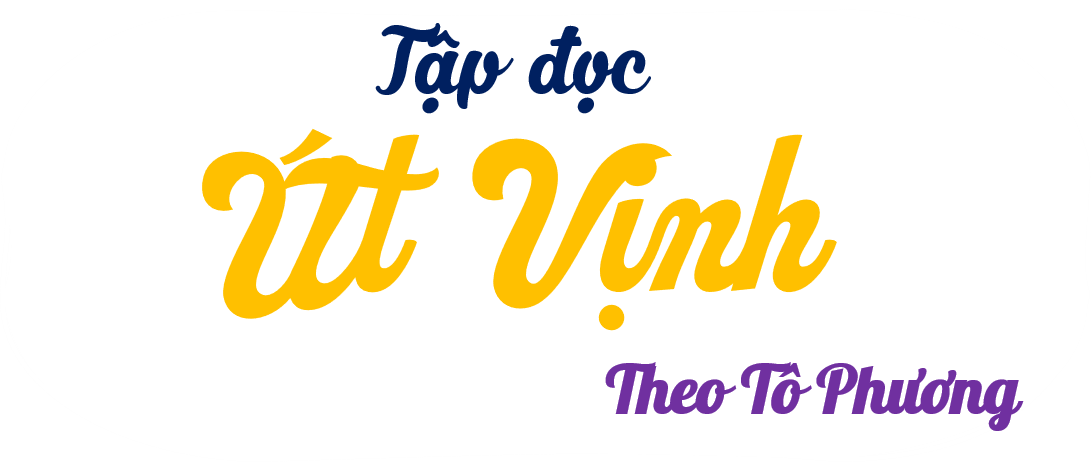 Tập đọc
Út Vịnh
Theo Tô Phương